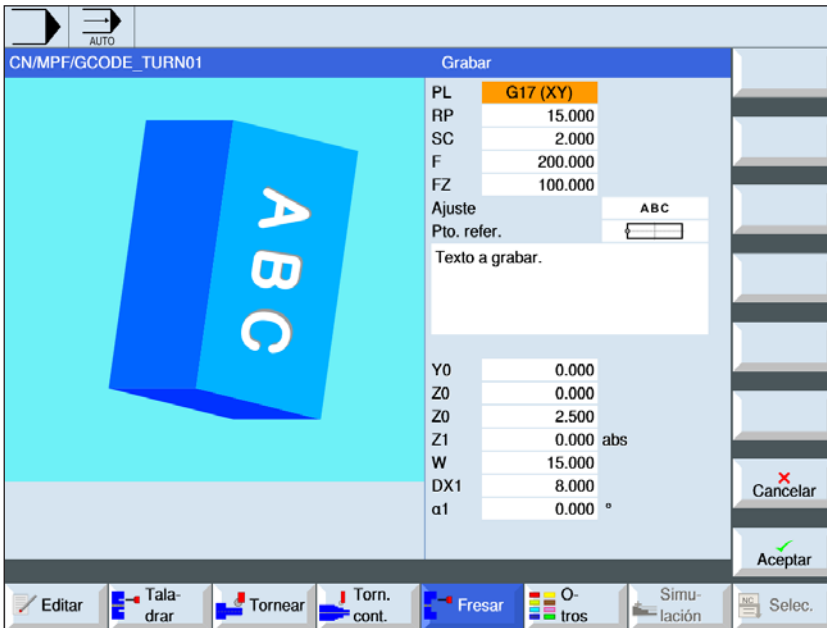 AUTO
CN/MPF/GCODE_TURN01
Grabar
PL G17 (XY)
RP 15.000
SC 2.000
F 200.000
FZ 100.000
Ajuste ABC
Pto. refer.
Texto a grabar.
Y0 0.000
Z0 0.000
Z0 2.500
Z1 0.000 abs
W 15.000
DX1 8.000
α1 0.000 °
A B C
Cancelar
Aceptar
Editar
Tala-
drar
Tornear
Torn.
cont.
Fresar
O-
tros
Simu-
lación
NC
Selec.